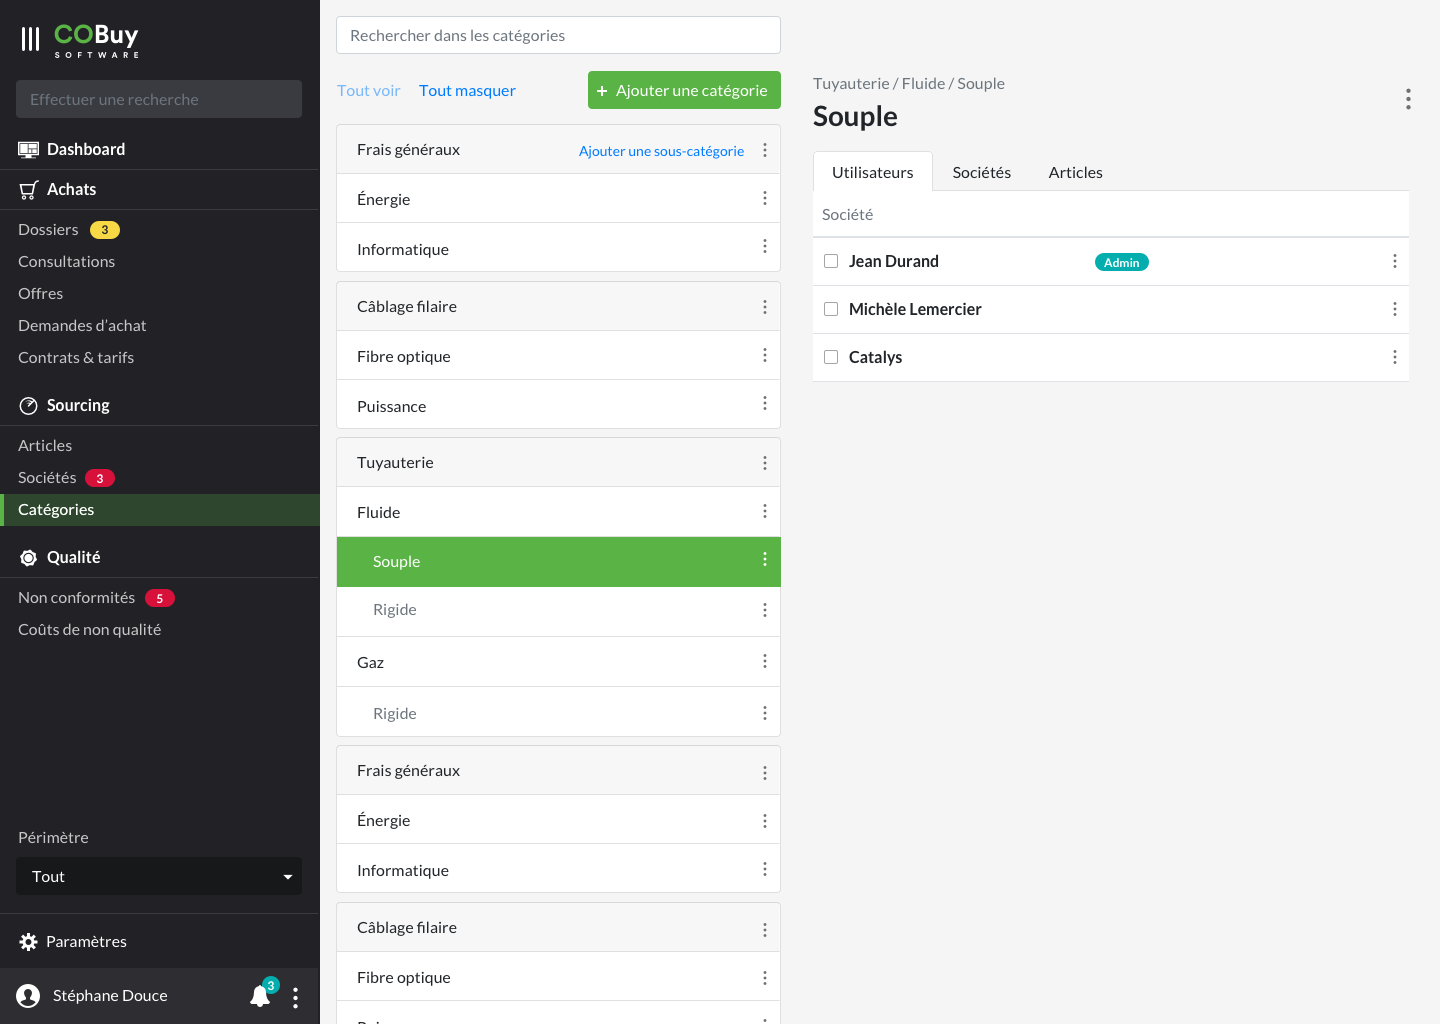 COBuy
SOFTWARE
Effectuer une recherche
Dashboard
Achats
Dossiers 3
Consultations
Offres
Demandes d’achat
Contrats & tarifs
Sourcing
Articles
Sociétés 3
Catégories
Qualité
Non conformités 5
Coûts de non qualité
Périmètre
Tout
Paramètres
Stéphane Douce 3
Rechercher dans les catégories
Tout voir Tout masquer + Ajouter une catégorie
Frais généraux Ajouter une sous-catégorie
Énergie
Informatique
Câblage filaire
Fibre optique
Puissance
Tuyauterie
Fluide
Souple
Rigide
Gaz
Rigide
Frais généraux
Énergie
Informatique
Câblage filaire
Fibre optique
Tuyauterie / Fluide / Souple
Souple
Utilisateurs Sociétés Articles
Société
Jean Durand Admin
Michèle Lemercier
Catalys